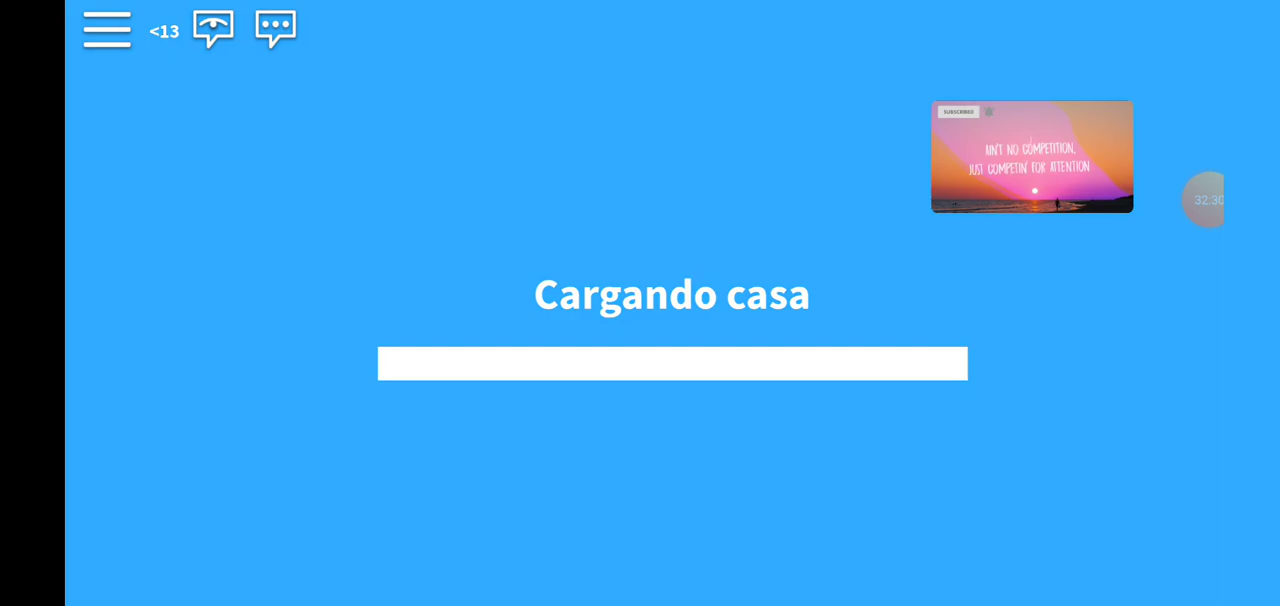 <13
SUBSCRIBED
AIN'T NO COMPETITION,
JUST COMPETIN' FOR ATTENTION
32:30
Cargando casa